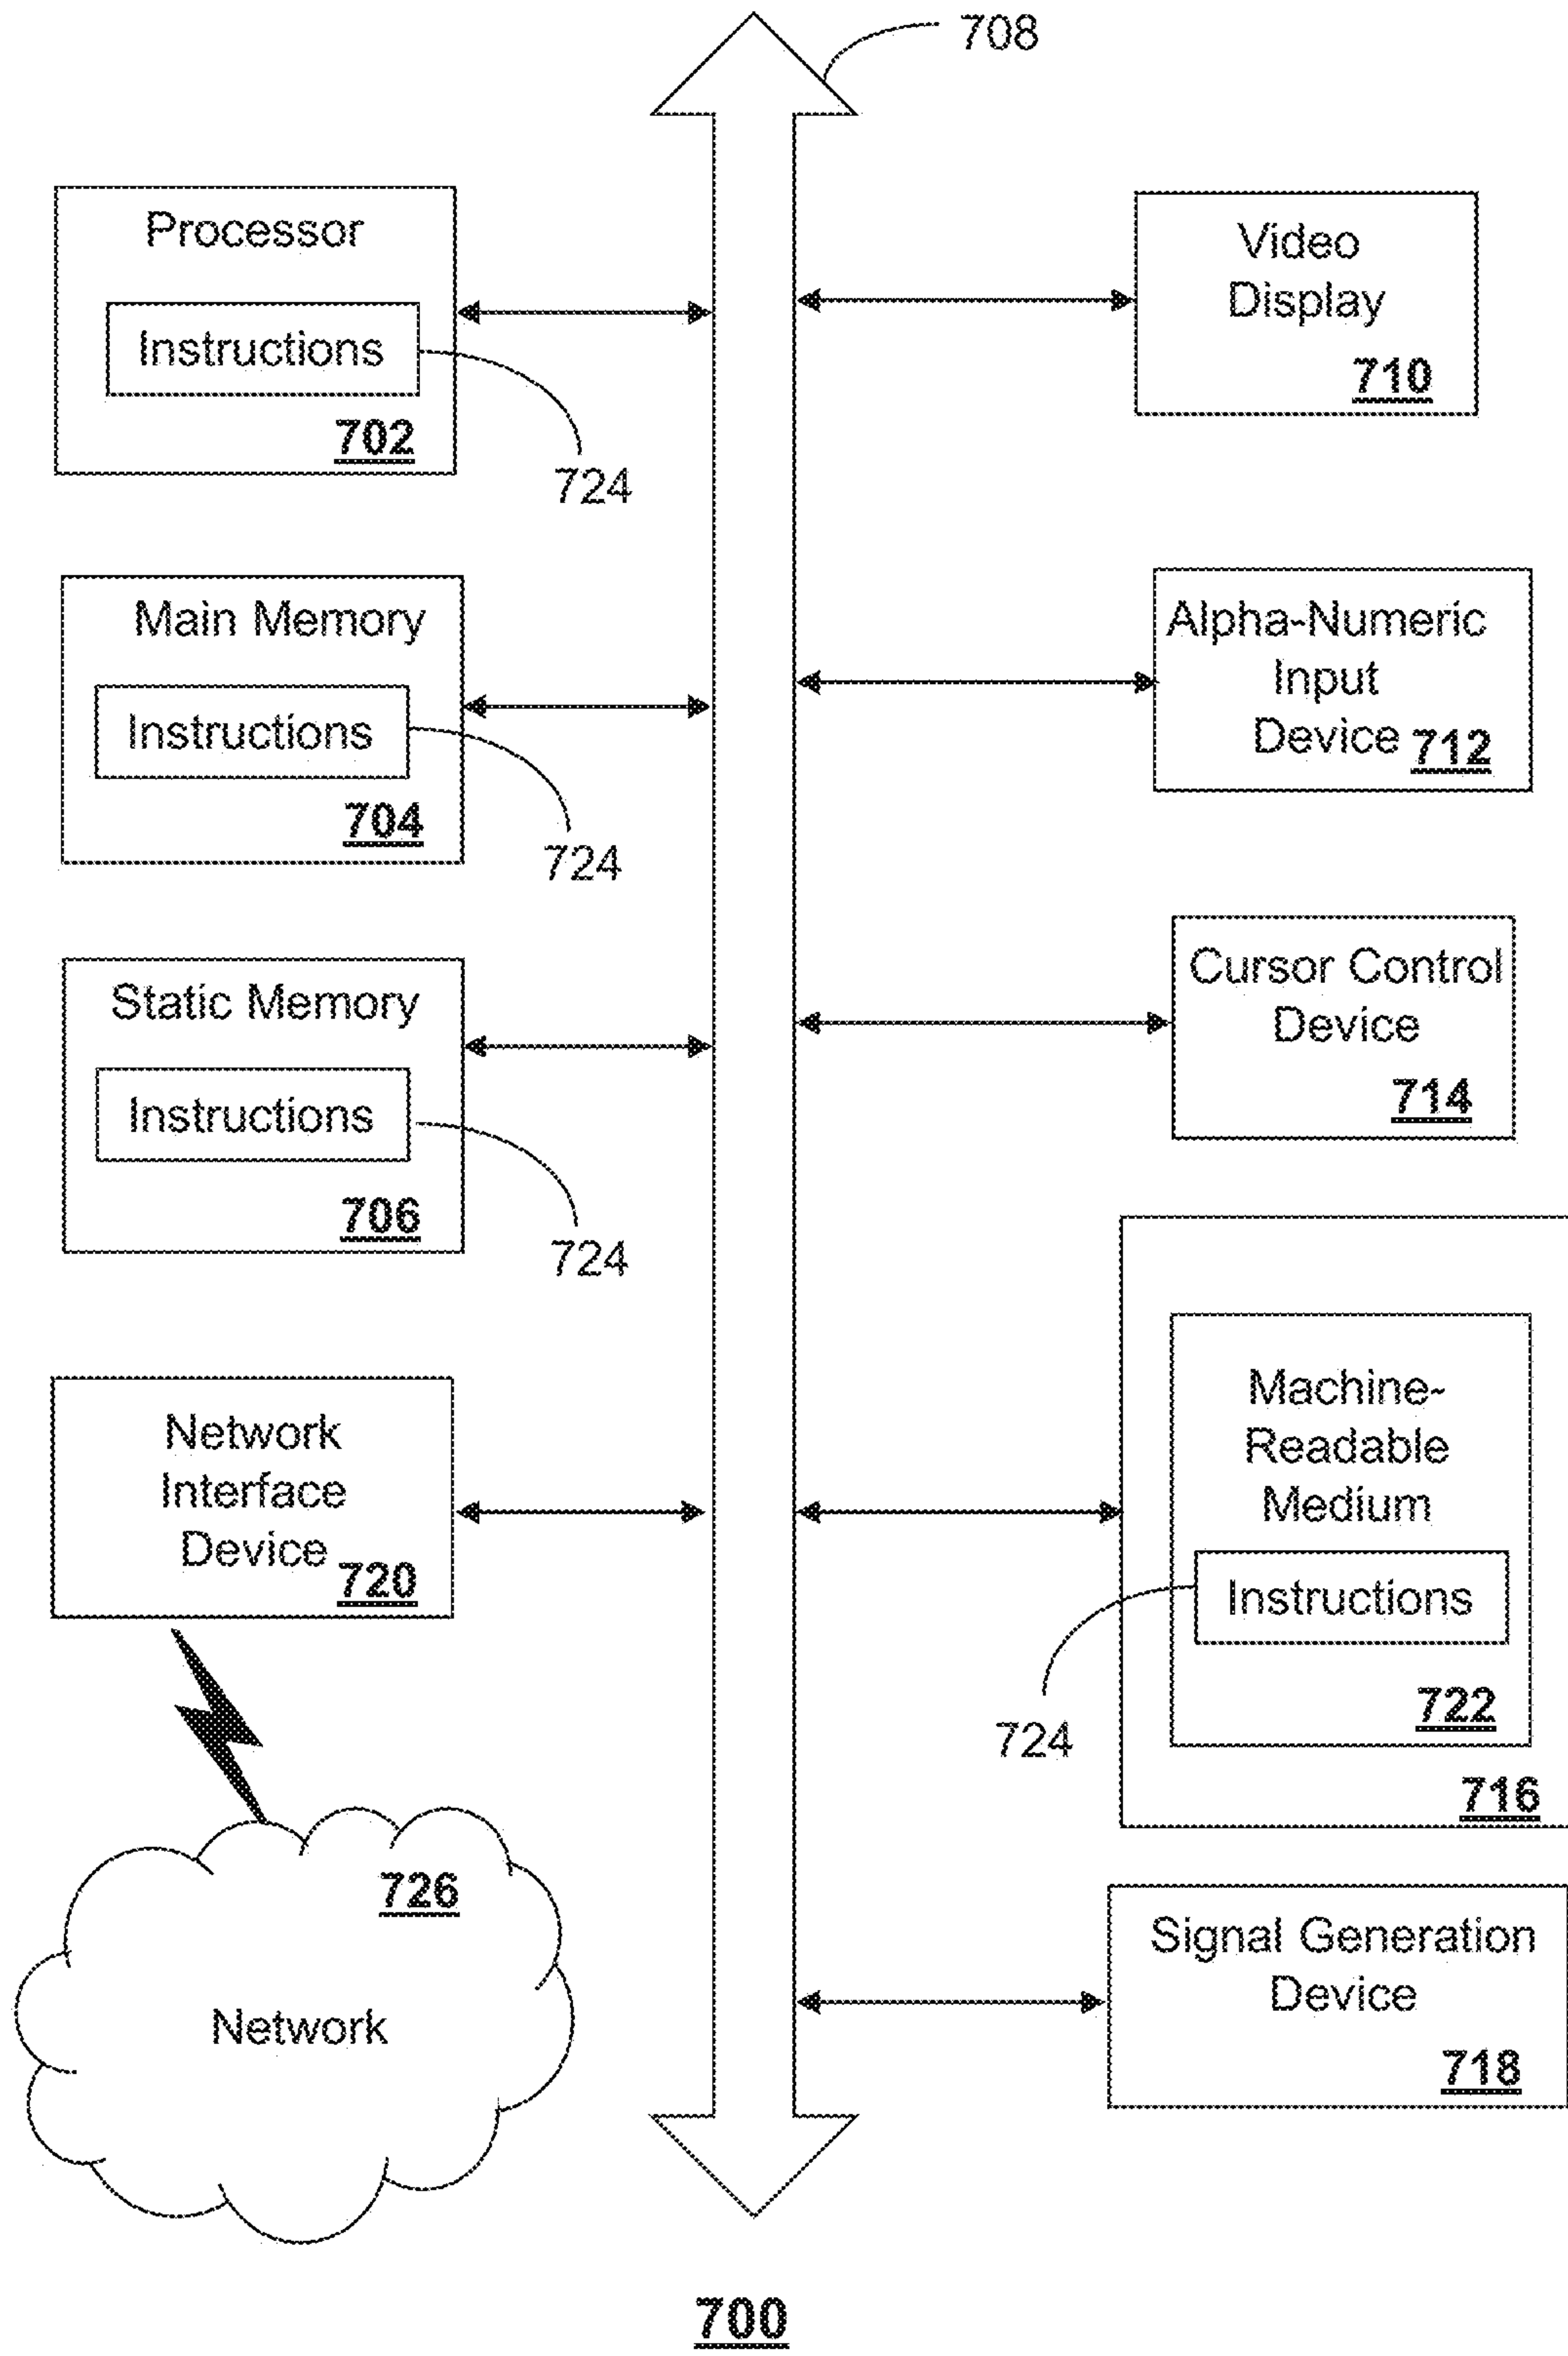 708
Processor
Instructions
702
724
Main Memory
Instructions
704
724
Static Memory
Instructions
706
724
Network
Interface
Device
720
726
Network
Video
Display
710
Alpha-Numeric
Input
Device 712
Cursor Control
Device
714
Machine-
Readable
Medium
Instructions
722
724
716
Signal Generation
Device
718
700